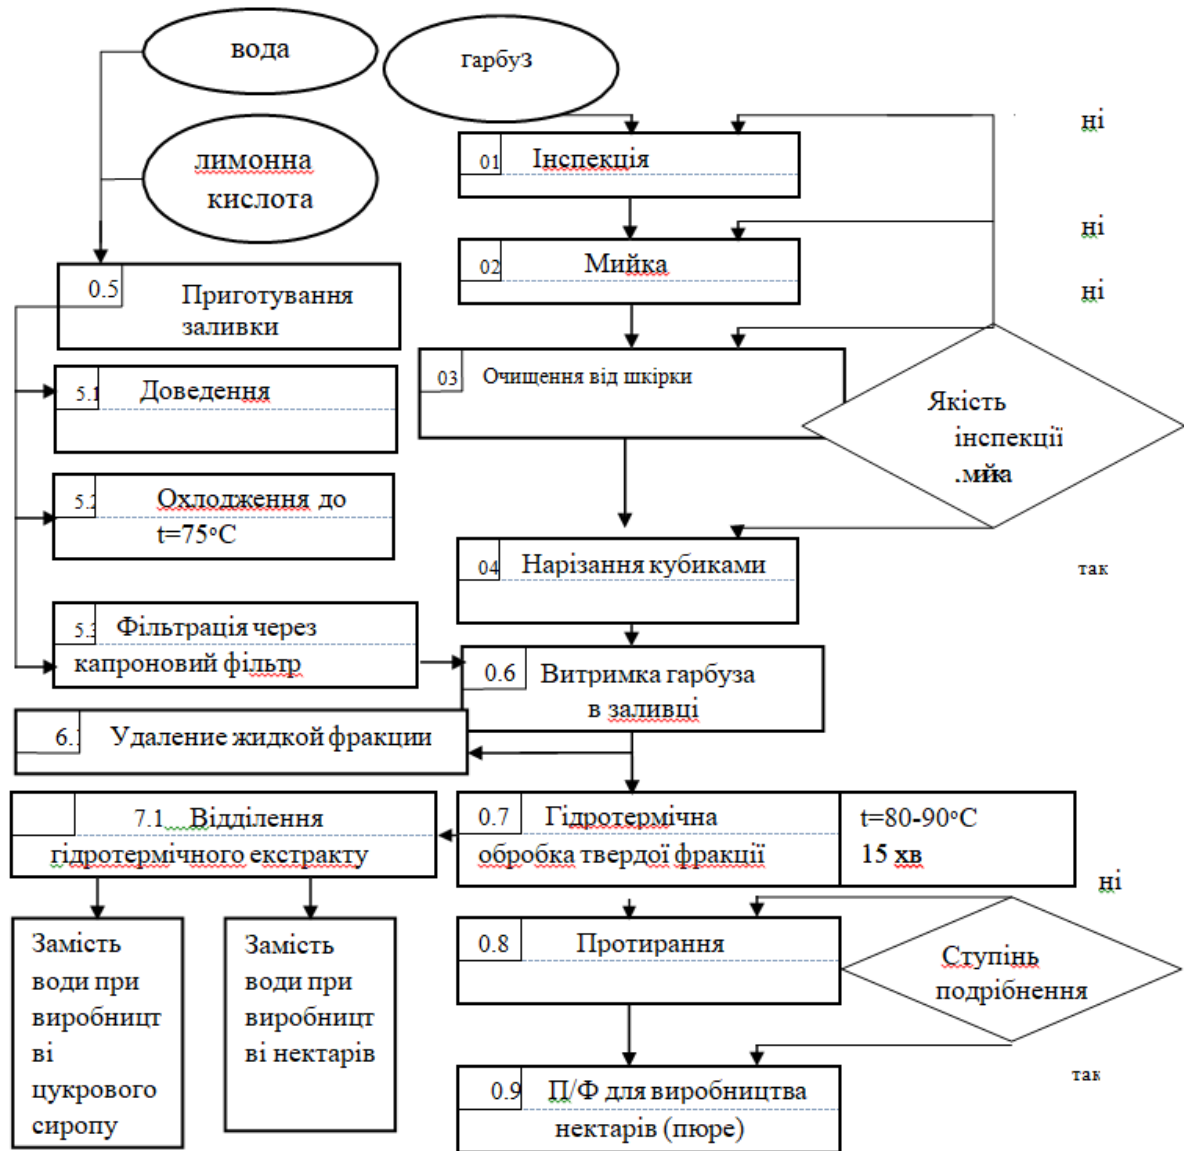 вода
гарбуз
ні
01 Інспекція
лимонна
кислота
ні
02 Мийка
0.5 Приготування
заливки
ні
03 Очищення від шкірки
5.1 Доведення
Якість
інспекції
.мийка
5.2 Охлодження до
t=75°C
04 Нарізання кубиками
так
5.3 Фільтрація через
капроновий фільтр
0.6 Витримка гарбуза
в заливці
6. Удаление жидкой фракции
7.1 Відділення
гідротермічного екстракту
0.7 Гідротермічна
обробка твердої фракції
t=80-90°C
15 хв
ні
Замість
води при
виробницт
ві
цукрового
сиропу
Замість
води при
виробницт
ві нектарів
0.8 Протирання
Ступінь
подрібнення
0.9 П/Ф для виробництва
нектарів (пюре)
так